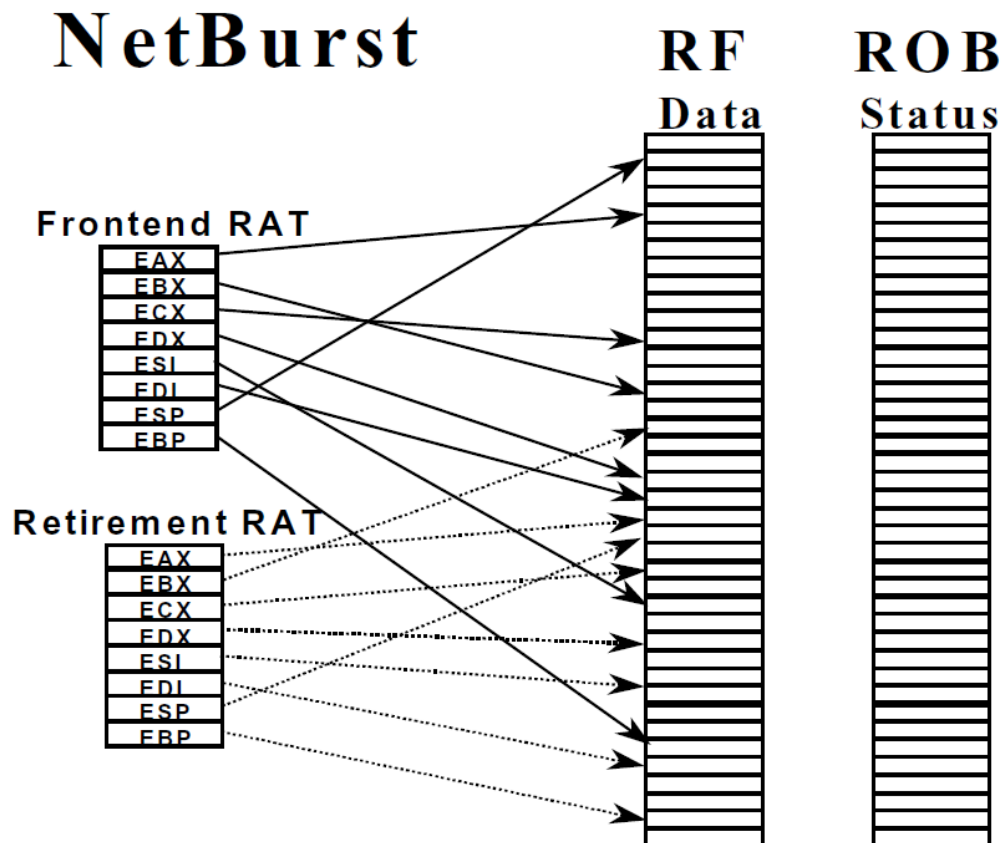 NetBurst
RF
Data
ROB
Status
Frontend RAT
EAX
EBX
ECX
EDX
ESI
EDI
ESP
EBP
Retirement RAT
EAX
EBX
ECX
EDX
ESI
EDI
ESP
EBP